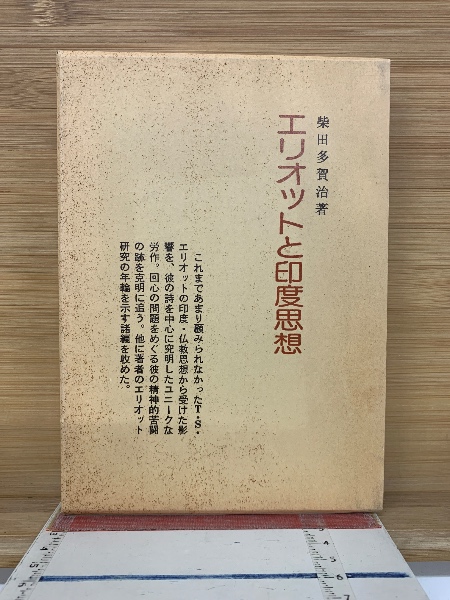 柴田多賀治著
エリオットと印度思想
これまであまり顧みられなかったT・S・
エリオットの印度・仏教思想から受けた影
響を、彼の詩を中心に究明したユニークな
労作。回心の問題をめぐる彼の精神的苦闘
の跡を克明に追う。他に著者のエリオット
研究の年輪を示す諸編を収めた。